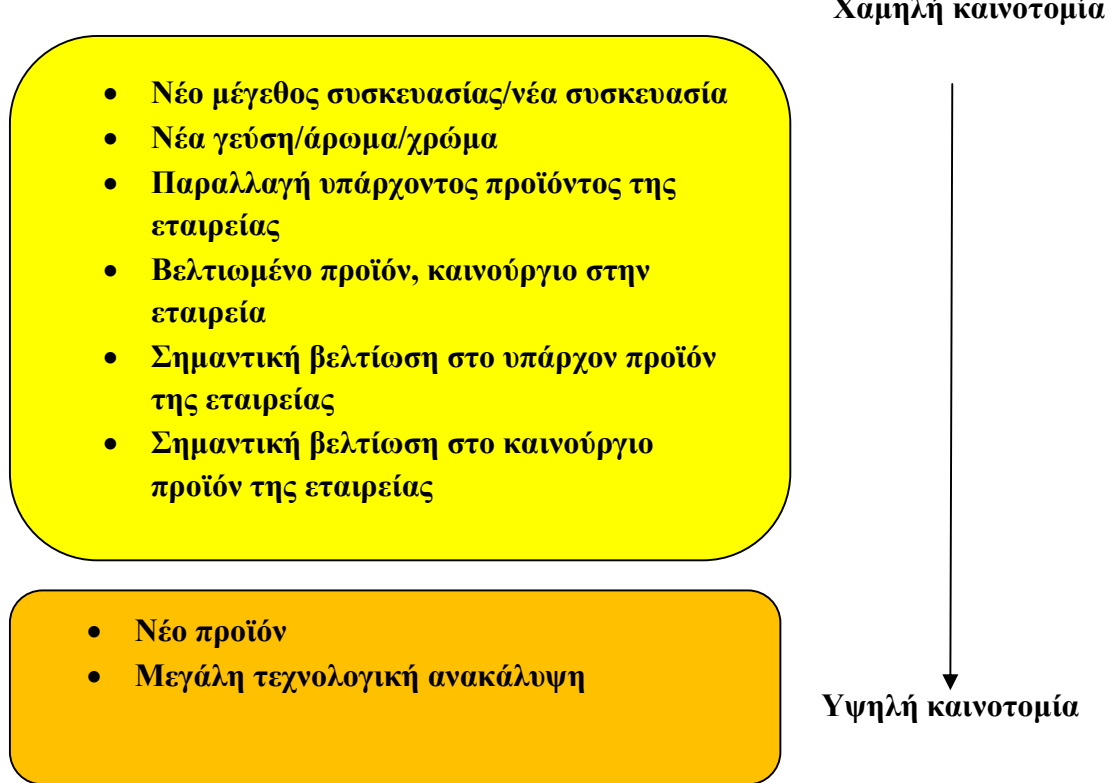 Χαμηλή καινοτομία
• Νέο μέγεθος συσκευασίας/νέα συσκευασία
• Νέα γεύση/άρωμα/χρώμα
• Παραλλαγή υπάρχοντος προϊόντος της
εταιρείας
• Βελτιωμένο προϊόν, καινούργιο στην
εταιρεία
• Σημαντική βελτίωση στο υπάρχον προϊόν
της εταιρείας
• Σημαντική βελτίωση στο καινούργιο
προϊόν της εταιρείας
• Νέο προϊόν
• Μεγάλη τεχνολογική ανακάλυψη
Υψηλή καινοτομία